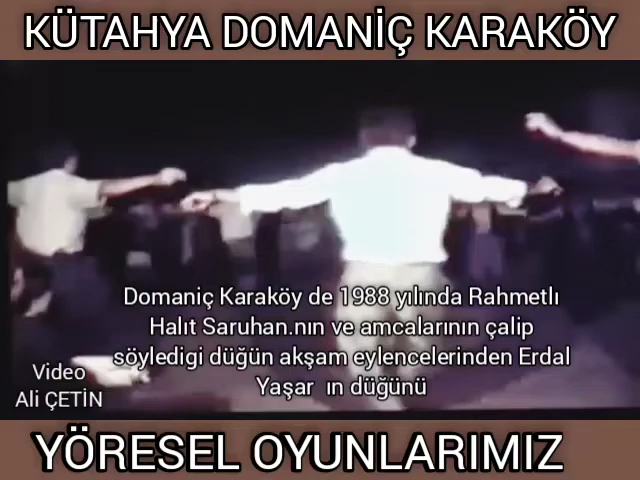 KÜTAHYA DOMANİÇ KARAKÖY
Domaniç Karaköy de 1988 yılında Rahmetlı
Halıt Saruhan.nın ve amcalarının çalip
söyledigi düğün akşam eylencelerinden Erdal
Yaşar ın düğünü
Video
Ali ÇETİN
YÖRESEL OYUNLARIMIZ